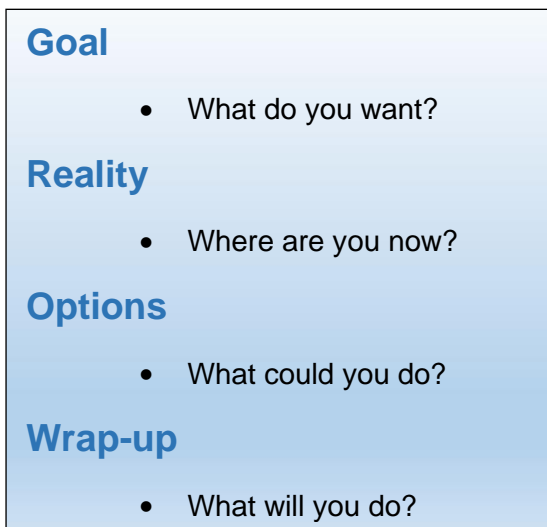 Goal
• What do you want?
Reality
• Where are you now?
Options
• What could you do?
Wrap-up
• What will you do?